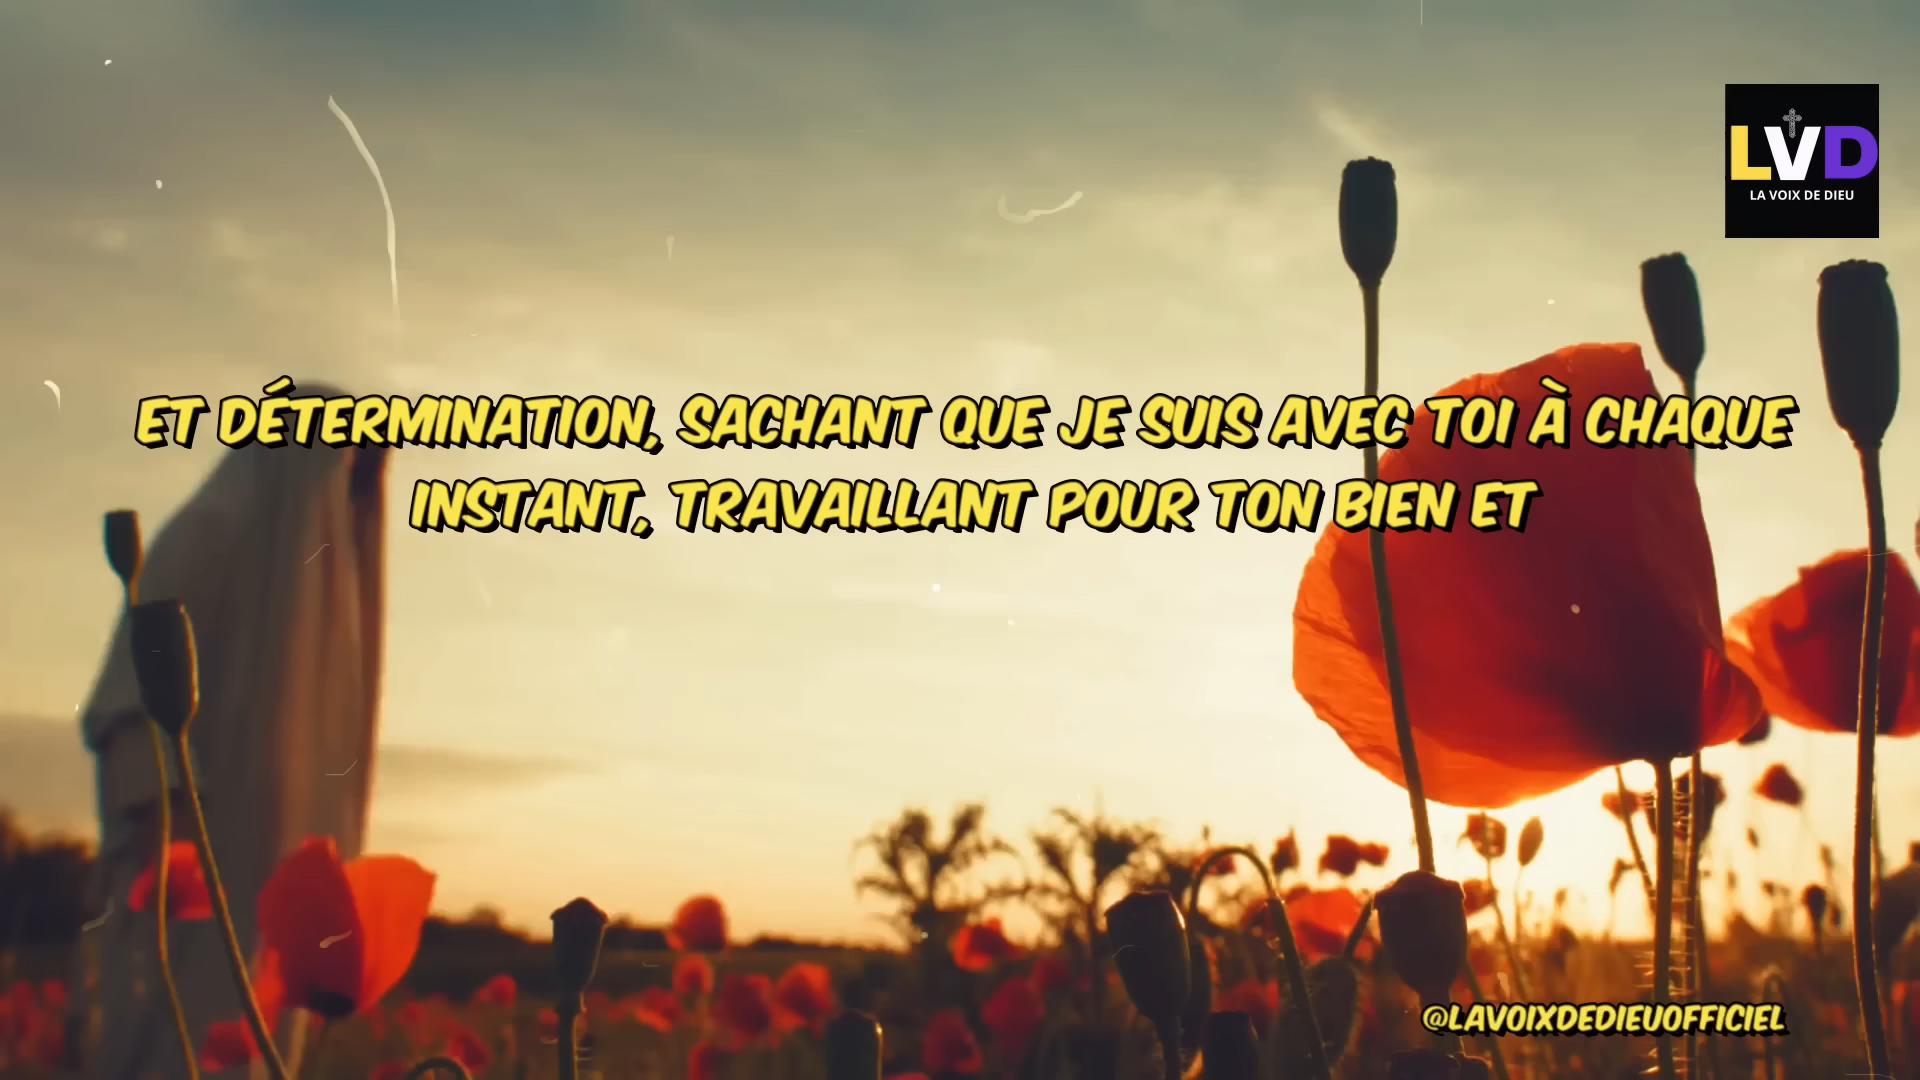 LVD
LA VOIX DE DIEU
ET DÉTERMINATION, SACHANT QUE JE SUIS AVEC TOI À CHAQUE
INSTANT, TRAVAILLANT POUR TON BIEN ET
@LAVOIXDEDIEUOFFICIEL